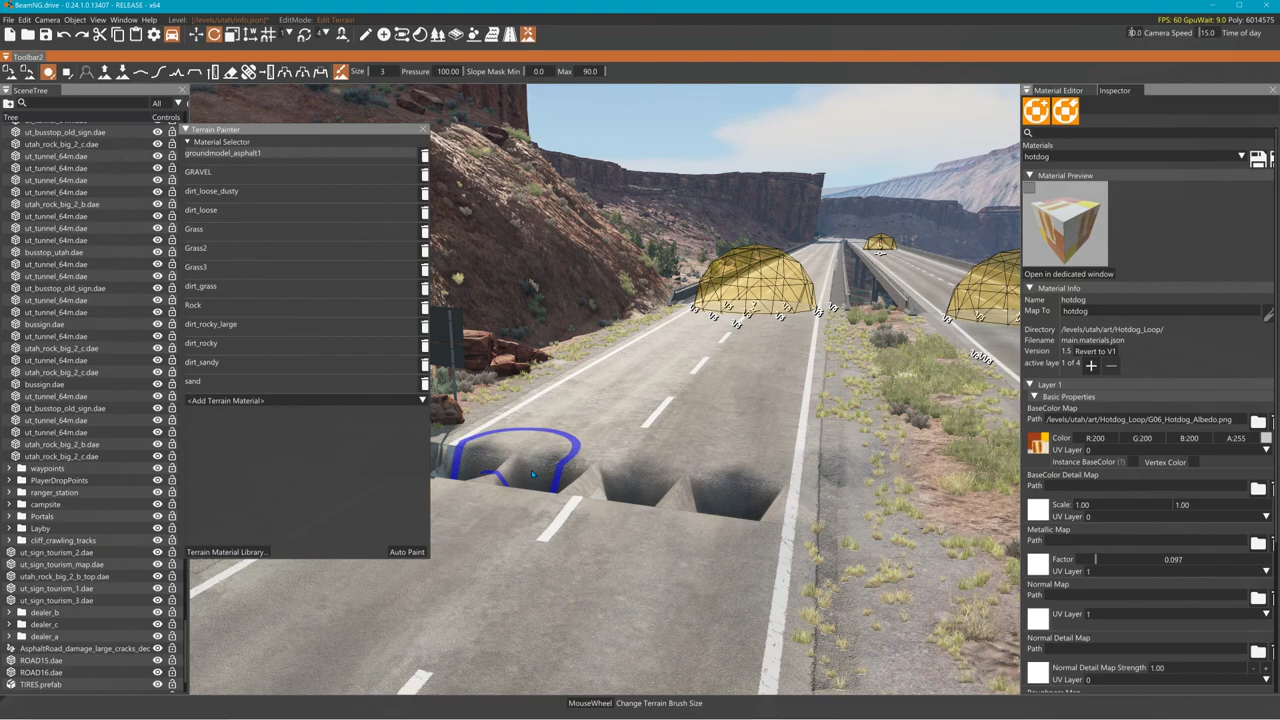 BeamNG.drive - 0.24.1.0.13407 - RELEASE - x64
File Edit Camera Object View Window Help Level: [/levels/utah/info.json]* EditMode: Edit Terrain
FPS: 60 GpuWait: 9.0 Poly: 6014575
Camera Speed 15.0 Time of day
Toolbar2
Size 3 Pressure 100.00 Slope Mask Min 0.0 Max 90.0
SceneTree
All
Tree Controls
ut_busstop_old_sign.dae
utah_rock_big_2_c.dae
ut_tunnel_64m.dae
ut_tunnel_64m.dae
ut_tunnel_64m.dae
ut_tunnel_64m.dae
utah_rock_big_2_b.dae
ut_tunnel_64m.dae
ut_tunnel_64m.dae
ut_tunnel_64m.dae
busstop_utah.dae
ut_tunnel_64m.dae
ut_tunnel_64m.dae
ut_busstop_old_sign.dae
ut_tunnel_64m.dae
ut_tunnel_64m.dae
bussign.dae
ut_tunnel_64m.dae
utah_rock_big_2_c.dae
ut_tunnel_64m.dae
utah_rock_big_2_c.dae
bussign.dae
ut_tunnel_64m.dae
ut_busstop_old_sign.dae
ut_tunnel_64m.dae
ut_tunnel_64m.dae
utah_rock_big_2_b.dae
utah_rock_big_2_c.dae
waypoints
PlayerDropPoints
ranger_station
campsite
Portals
Layby
cliff_crawling_tracks
ut_sign_tourism_2.dae
ut_sign_tourism_map.dae
utah_rock_big_2_b_top.dae
ut_sign_tourism_1.dae
ut_sign_tourism_3.dae
dealer_b
dealer_c
dealer_a
AsphaltRoad_damage_large_cracks_dec
ROAD15.dae
ROAD16.dae
TIRES.prefab
Terrain Painter
Material Selector
groundmodel_asphalt1
GRAVEL
dirt_loose_dusty
dirt_loose
Grass
Grass2
Grass3
dirt_grass
Rock
dirt_rocky_large
dirt_rocky
dirt_sandy
sand
<Add Terrain Material>
Terrain Material Library... Auto Paint
Material Editor Inspector
Materials
hotdog
Material Preview
Open in dedicated window
Material Info
Name hotdog
Map To hotdog
Directory /levels/utah/art/Hotdog_Loop/
Filename main.materials.json
Version 1.5 Revert to V1
active laye 1 of 4
Layer 1
Basic Properties
BaseColor Map
Path /levels/utah/art/Hotdog_Loop/G06_Hotdog_Albedo.png
Color R:200 G:200 B:200 A:255
UV Layer 0
Instance BaseColor (?) Vertex Color
BaseColor Detail Map
Path
Scale: 1.00 1.00
UV Layer 0
Metallic Map
Path
Factor 0.097
UV Layer 1
Normal Map
Path
UV Layer 1
Normal Detail Map
Path
Normal Detail Map Strength 1.00 - +
UV Layer 0
MouseWheel Change Terrain Brush Size